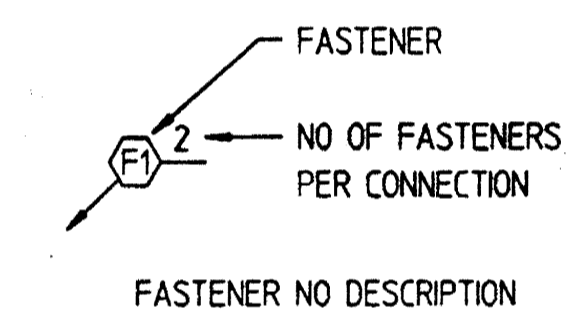 FASTENER
F1 2 NO OF FASTENERS
PER CONNECTION
FASTENER NO DESCRIPTION